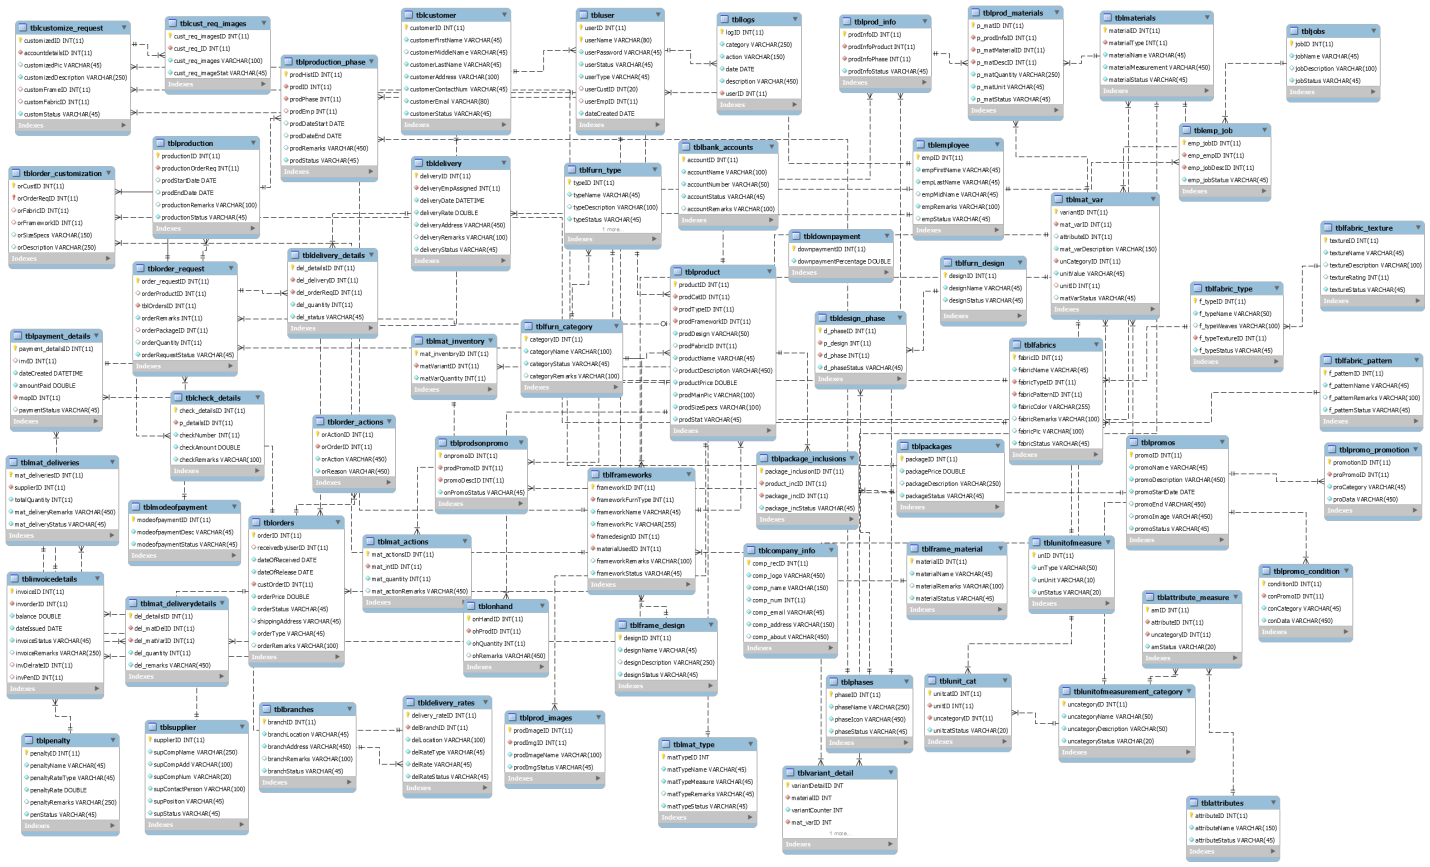 tblcustomize_request
customizedID INT(11)
accountdetailsID INT(11)
customizedPic VARCHAR(45)
customizedDescription VARCHAR(250)
customFrameID INT(11)
customFabricID INT(11)
customStatus VARCHAR(45)
Indexes
tblcust_req_images
cust_req_imagesID INT(11)
cust_req_ID INT(11)
cust_req_images VARCHAR(100)
cust_req_imageStat VARCHAR(45)
Indexes
tblproduction_phase
prodHistID INT(11)
prodID INT(11)
prodPhase INT(11)
prodEmp INT(11)
prodDateStart DATE
prodDateEnd DATE
prodRemarks VARCHAR(450)
prodStatus VARCHAR(45)
Indexes
tblcustomer
customerID INT(11)
customerFirstName VARCHAR(45)
customerMiddleName VARCHAR(45)
customerLastName VARCHAR(45)
customerAddress VARCHAR(100)
customerContactNum VARCHAR(45)
customerEmail VARCHAR(80)
customerStatus VARCHAR(45)
Indexes
tbluser
userID INT(11)
userName VARCHAR(80)
userPassword VARCHAR(45)
userStatus VARCHAR(45)
userType VARCHAR(45)
userCustID INT(20)
userEmpID INT(11)
dateCreated DATE
Indexes
tbllogs
logID INT(11)
category VARCHAR(250)
action VARCHAR(150)
date DATE
description VARCHAR(450)
userID INT(11)
Indexes
tblprod_info
prodInfoID INT(11)
prodInfoProduct INT(11)
prodInfoPhase INT(11)
prodInfoStatus VARCHAR(45)
Indexes
tblprod_materials
p_matID INT(11)
p_prodInfoID INT(11)
p_matMaterialID INT(11)
p_matDescID INT(11)
p_matQuantity VARCHAR(250)
p_matUnit VARCHAR(45)
p_matStatus VARCHAR(45)
Indexes
tblmaterials
materialID INT(11)
materialType INT(11)
materialName VARCHAR(45)
materialMeasurement VARCHAR(450)
materialStatus VARCHAR(45)
Indexes
tbljobs
jobID INT(11)
jobName VARCHAR(45)
jobDescription VARCHAR(100)
jobStatus VARCHAR(45)
Indexes
tblproduction
productionID INT(11)
productionOrderReq INT(11)
prodStartDate DATE
prodEndDate DATE
productionRemarks VARCHAR(100)
productionStatus VARCHAR(45)
Indexes
tblorder_customization
orCustID INT(11)
orOrderReqID INT(11)
orFabricID INT(11)
orFrameworkID INT(11)
orSizeSpecs VARCHAR(150)
orDescription VARCHAR(250)
Indexes
tbldelivery
deliveryID INT(11)
deliveryEmpAssigned INT(11)
deliveryDate DATETIME
deliveryRate DOUBLE
deliveryAddress VARCHAR(450)
deliveryRemarks VARCHAR(100)
deliveryStatus VARCHAR(45)
Indexes
tblfurn_type
typeID INT(11)
typeName VARCHAR(45)
typeDescription VARCHAR(100)
typeStatus VARCHAR(45)
1 more...
Indexes
tblbank_accounts
accountID INT(11)
accountName VARCHAR(100)
accountNumber VARCHAR(50)
accountStatus VARCHAR(45)
accountRemarks VARCHAR(100)
Indexes
tblemployee
empID INT(11)
empFirstName VARCHAR(45)
empLastName VARCHAR(45)
empMidName VARCHAR(45)
empRemarks VARCHAR(100)
empStatus VARCHAR(45)
Indexes
tblemp_job
emp_jobID INT(11)
emp_empID INT(11)
emp_jobDescID INT(11)
emp_jobStatus VARCHAR(45)
Indexes
tblmat_var
variantID INT(11)
mat_varID INT(11)
attributeID INT(11)
mat_varDescription VARCHAR(150)
unCategoryID INT(11)
unitValue VARCHAR(45)
unitID INT(11)
matVarStatus VARCHAR(45)
Indexes
tblfabric_texture
textureID INT(11)
textureName VARCHAR(45)
textureDescription VARCHAR(100)
textureRating INT(11)
textureStatus VARCHAR(45)
Indexes
tbldownpayment
downpaymentID INT(11)
downpaymentPercentage DOUBLE
Indexes
tblfurn_design
designID INT(11)
designName VARCHAR(45)
designStatus VARCHAR(45)
Indexes
tblorder_request
order_requestID INT(11)
orderProductID INT(11)
tblOrdersID INT(11)
orderRemarks INT(11)
orderPackageID INT(11)
orderQuantity INT(11)
orderRequestStatus VARCHAR(45)
Indexes
tbldelivery_details
del_detailsID INT(11)
del_deliveryID INT(11)
del_orderReqID INT(11)
del_quantity INT(11)
del_status VARCHAR(45)
Indexes
tblproduct
productID INT(11)
prodCatID INT(11)
prodTypeID INT(11)
prodFrameworkID INT(11)
prodDesign VARCHAR(50)
prodFabricID INT(11)
productName VARCHAR(45)
productDescription VARCHAR(450)
productPrice DOUBLE
prodMainPic VARCHAR(100)
prodSizeSpecs VARCHAR(100)
prodStat VARCHAR(45)
Indexes
tblfabric_type
f_typeID INT(11)
f_typeName VARCHAR(50)
f_typeWeaves VARCHAR(100)
f_typeTextureID INT(11)
f_typeStatus VARCHAR(45)
Indexes
tblpayment_details
payment_detailsID INT(11)
invID INT(11)
dateCreated DATETIME
amountPaid DOUBLE
mopID INT(11)
paymentStatus VARCHAR(45)
Indexes
tblmat_inventory
mat_inventoryID INT(11)
matVariantID INT(11)
matVarQuantity INT(11)
Indexes
tblfurn_category
categoryID INT(11)
categoryName VARCHAR(100)
categoryStatus VARCHAR(45)
categoryRemarks VARCHAR(100)
Indexes
tbldesign_phase
d_phaseID INT(11)
p_design INT(11)
d_phase INT(11)
d_phaseStatus VARCHAR(45)
Indexes
tblfabrics
fabricID INT(11)
fabricName VARCHAR(45)
fabricTypeID INT(11)
fabricPatternID INT(11)
fabricColor VARCHAR(255)
fabricRemarks VARCHAR(100)
fabricPic VARCHAR(100)
fabricStatus VARCHAR(45)
Indexes
tblfabric_pattern
f_patternID INT(11)
f_patternName VARCHAR(45)
f_patternRemarks VARCHAR(100)
f_patternStatus VARCHAR(45)
Indexes
tblcheck_details
check_detailsID INT(11)
p_detailsID INT(11)
checkNumber INT(11)
checkAmount DOUBLE
checkRemarks VARCHAR(100)
Indexes
tblorder_actions
orActionID INT(11)
orOrderID INT(11)
orAction VARCHAR(450)
orReason VARCHAR(450)
Indexes
tblprodsonpromo
onpromoID INT(11)
prodPromoID INT(11)
promoDescID INT(11)
onPromoStatus VARCHAR(45)
Indexes
tblpackage_inclusions
package_inclusionID INT(11)
product_incID INT(11)
package_incID INT(11)
package_incStatus VARCHAR(45)
Indexes
tblpackages
packageID INT(11)
packagePrice DOUBLE
packageDescription VARCHAR(250)
packageStatus VARCHAR(45)
Indexes
tblpromos
promoID INT(11)
promoName VARCHAR(45)
promoDescription VARCHAR(450)
promoStartDate DATE
promoEnd VARCHAR(450)
promoImage VARCHAR(450)
promoStatus VARCHAR(45)
Indexes
tblpromo_promotion
promotionID INT(11)
proPromoID INT(11)
proCategory VARCHAR(45)
proData VARCHAR(450)
Indexes
tblmat_deliveries
mat_deliveriesID INT(11)
supplierID INT(11)
totalQuantity INT(11)
mat_deliveryRemarks VARCHAR(450)
mat_deliveryStatus VARCHAR(45)
Indexes
tblmodeofpayment
modeofpaymentID INT(11)
modeofpaymentDesc VARCHAR(45)
modeofpaymentStatus VARCHAR(45)
Indexes
tblorders
orderID INT(11)
receivedbyUserID INT(11)
dateOfReceived DATE
dateOfRelease DATE
custOrderID INT(11)
orderPrice DOUBLE
orderStatus VARCHAR(45)
shippingAddress VARCHAR(45)
orderType VARCHAR(45)
orderRemarks VARCHAR(100)
Indexes
tblmat_actions
mat_actionsID INT(11)
mat_intID INT(11)
mat_quantity INT(11)
mat_actionRemarks VARCHAR(450)
Indexes
tblframeworks
frameworkID INT(11)
frameworkFurnType INT(11)
frameworkName VARCHAR(45)
frameworkPic VARCHAR(255)
framedesignID INT(11)
materialUsedID INT(11)
frameworkRemarks VARCHAR(100)
frameworkStatus VARCHAR(45)
Indexes
tblcompany_info
comp_recID INT(11)
comp_logo VARCHAR(450)
comp_name VARCHAR(150)
comp_num INT(11)
comp_email VARCHAR(45)
comp_address VARCHAR(150)
comp_about VARCHAR(450)
Indexes
tblframe_material
materialID INT(11)
materialName VARCHAR(45)
materialRemarks VARCHAR(100)
materialStatus VARCHAR(45)
Indexes
tblunitofmeasure
unID INT(11)
unType VARCHAR(50)
unUnit VARCHAR(10)
unStatus VARCHAR(20)
Indexes
tblpromo_condition
conditionID INT(11)
conPromoID INT(11)
conCategory VARCHAR(45)
conData VARCHAR(450)
Indexes
tblinvoicedetails
invoiceID INT(11)
invorderID INT(11)
balance DOUBLE
dateIssued DATE
invoiceStatus VARCHAR(45)
invoiceRemarks VARCHAR(250)
invDelrateID INT(11)
invPenID INT(11)
Indexes
tblmat_deliverydetails
del_detailsID INT(11)
del_matDelID INT(11)
del_matVarID INT(11)
del_quantity INT(11)
del_remarks VARCHAR(450)
Indexes
tblonhand
onHandID INT(11)
ohProdID INT(11)
ohQuantity INT(11)
ohRemarks VARCHAR(450)
Indexes
tblframe_design
designID INT(11)
designName VARCHAR(45)
designDescription VARCHAR(250)
designStatus VARCHAR(45)
Indexes
tblattribute_measure
amID INT(11)
attributeID INT(11)
uncategoryID INT(11)
amStatus VARCHAR(20)
Indexes
tblphases
phaseID INT(11)
phaseName VARCHAR(250)
phaseIcon VARCHAR(450)
phaseStatus VARCHAR(45)
Indexes
tblunit_cat
unitcatID INT(11)
unitID INT(11)
uncategoryID INT(11)
unitcatStatus VARCHAR(20)
Indexes
tblunitofmeasurement_category
uncategoryID INT(11)
uncategoryName VARCHAR(50)
uncategoryDescription VARCHAR(50)
uncategoryStatus VARCHAR(20)
Indexes
tblpenalty
penaltyID INT(11)
penaltyName VARCHAR(45)
penaltyRateType VARCHAR(45)
penaltyRate DOUBLE
penaltyRemarks VARCHAR(250)
penStatus VARCHAR(45)
Indexes
tblsupplier
supplierID INT(11)
supCompName VARCHAR(250)
supCompAdd VARCHAR(100)
supCompNum VARCHAR(20)
supContactPerson VARCHAR(100)
supPosition VARCHAR(45)
supStatus VARCHAR(45)
Indexes
tblbranches
branchID INT(11)
branchLocation VARCHAR(45)
branchAddress VARCHAR(450)
branchRemarks VARCHAR(100)
branchStatus VARCHAR(45)
Indexes
tbldelivery_rates
delivery_rateID INT(11)
delBranchID INT(11)
delLocation VARCHAR(100)
delRateType VARCHAR(45)
delRate VARCHAR(45)
delRateStatus VARCHAR(45)
Indexes
tblprod_images
prodImageID INT(11)
prodImgID INT(11)
prodImageName VARCHAR(100)
prodImgStatus VARCHAR(45)
Indexes
tblmat_type
matTypeID INT
matTypeName VARCHAR(45)
matTypeMeasure VARCHAR(45)
matTypeRemarks VARCHAR(45)
matTypeStatus VARCHAR(45)
Indexes
tblvariant_detail
variantDetailID INT
materialID INT
variantCounter INT
mat_varID INT
1 more...
Indexes
tblattributes
attributeID INT(11)
attributeName VARCHAR(150)
attributeStatus VARCHAR(45)
Indexes